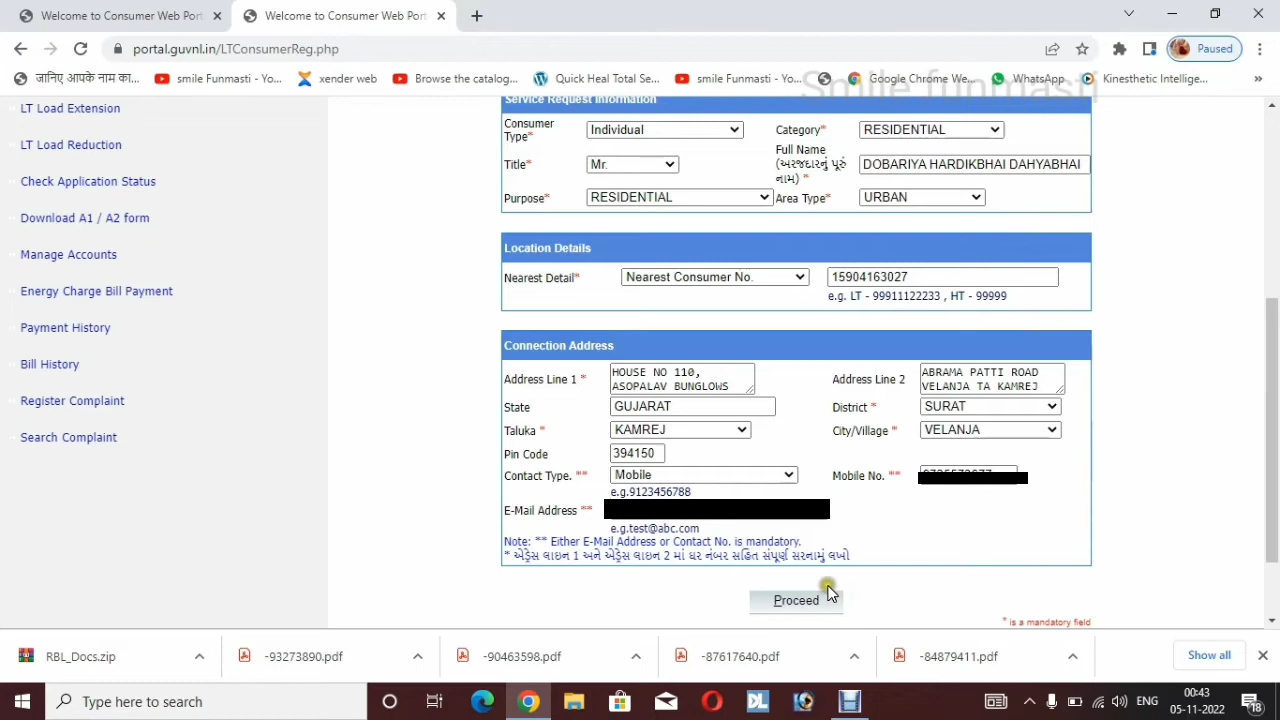 Welcome to Consumer Web Port
Welcome to Consumer Web Port
portal.guvnl.in/LTConsumerReg.php
Paused
जानिए आपके नाम का...
smile Funmasti - Yo...
xender web
Browse the catalog...
Quick Heal Total Se...
smile Funmasti - Yo...
Google Chrome We...
WhatsApp
Kinesthetic Intellige...
»
Smile funmasti
LT Load Extension
LT Load Reduction
Check Application Status
Download A1 / A2 form
Manage Accounts
Energy Charge Bill Payment
Payment History
Bill History
Register Complaint
Search Complaint
Service Request Information
Consumer Type* Individual Category* RESIDENTIAL
Title* Mr. Full Name (અરજદારનું પૂરું નામ) * DOBARIYA HARDIKBHAI DAHYABHAI
Purpose* RESIDENTIAL Area Type* URBAN
Location Details
Nearest Detail* Nearest Consumer No. 15904163027
e.g. LT - 99911122233 , HT - 99999
Connection Address
Address Line 1 * HOUSE NO 110, ASOPALAV BUNGLOWS Address Line 2 ABRAMA PATTI ROAD VELANJA TA KAMREJ
State GUJARAT District * SURAT
Taluka * KAMREJ City/Village * VELANJA
Pin Code 394150
Contact Type. ** Mobile Mobile No. **
e.g.9123456788
E-Mail Address **
e.g.test@abc.com
Note: ** Either E-Mail Address or Contact No. is mandatory.
* એડ્રેસ લાઇન 1 અને એડ્રેસ લાઇન 2 માં ઘર નંબર સહિત સંપૂર્ણ સરનામું લખો
Proceed
* is a mandatory field
RBL_Docs.zip
-93273890.pdf
-90463598.pdf
-87617640.pdf
-84879411.pdf
Show all
Type here to search
DL
ENG
00:43
05-11-2022
18